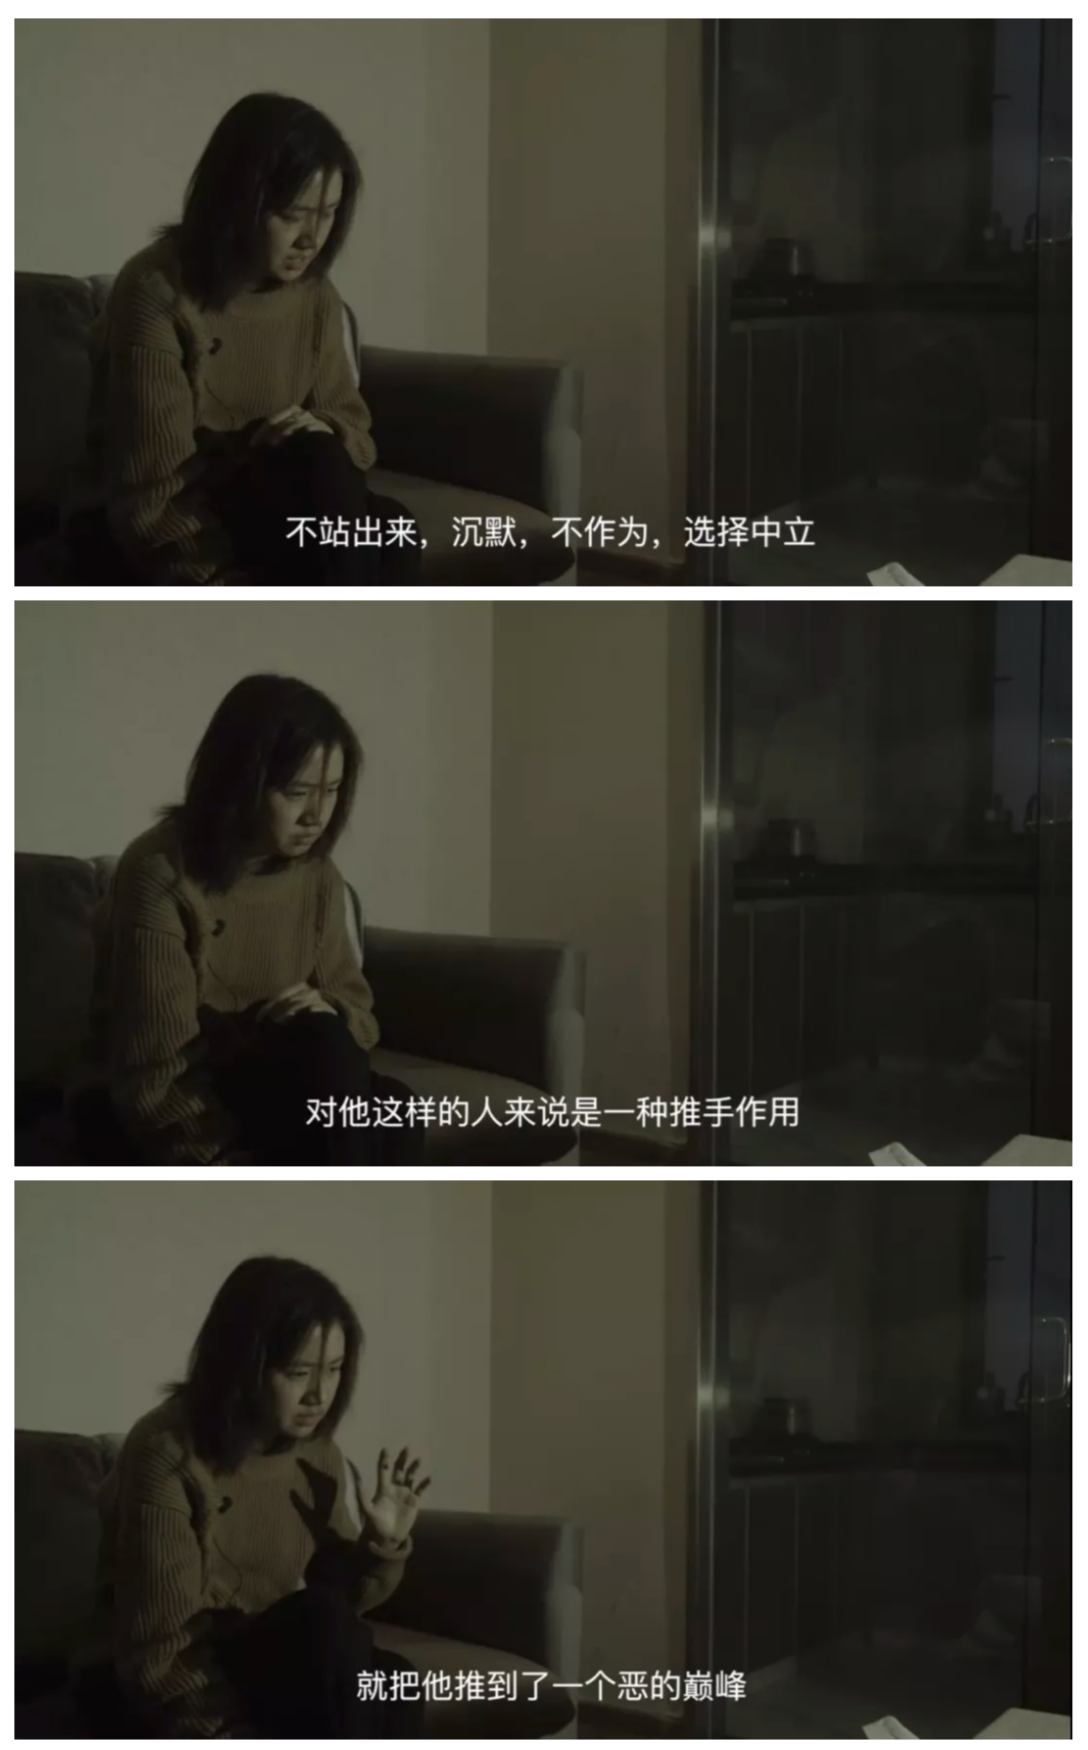 不站出来，沉默，不作为，选择中立
对他这样的人来说是一种推手作用
就把他推到了一个恶的巅峰